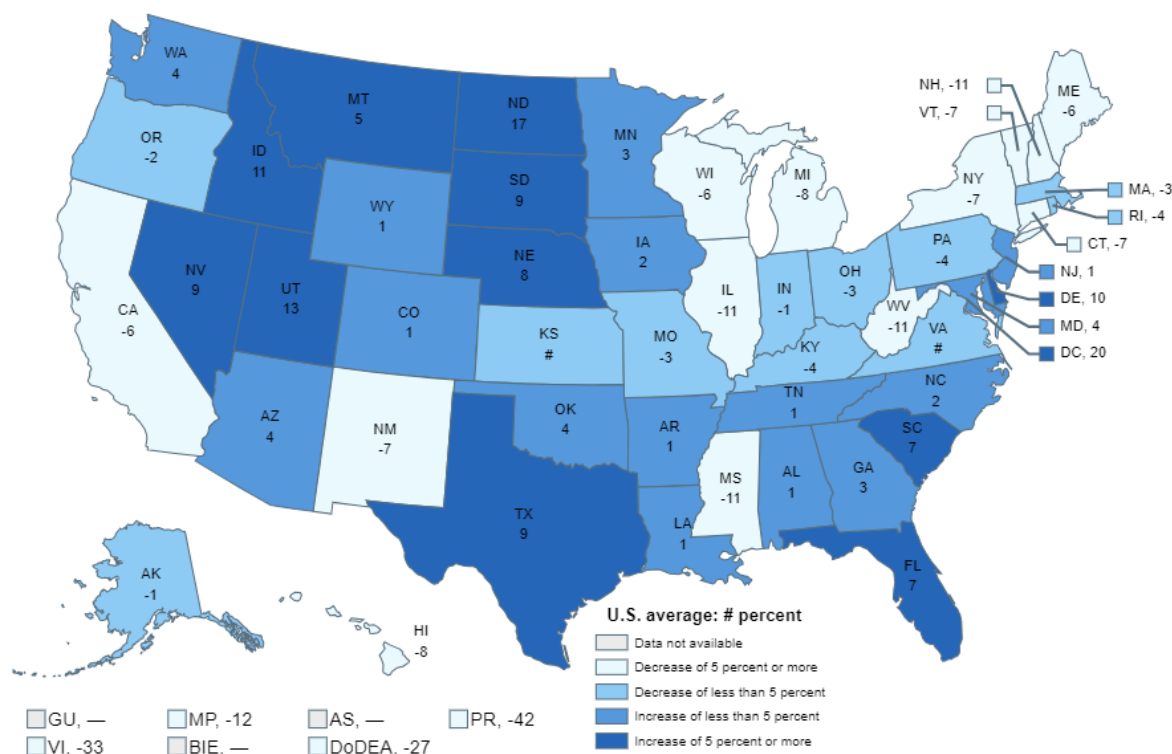 WA
4
OR
-2
CA
-6
ID
11
NV
9
MT
5
WY
1
UT
13
AZ
4
CO
1
NM
-7
ND
17
SD
9
NE
8
KS
#
OK
4
TX
9
MN
3
IA
2
MO
-3
AR
1
LA
1
WI
-6
IL
-11
MI
-8
IN
-1
OH
-3
KY
-4
TN
1
MS
-11
AL
1
GA
3
FL
7
SC
7
NC
2
VA
#
WV
-11
PA
-4
NY
-7
ME
-6
NH, -11
VT, -7
MA, -3
RI, -4
CT, -7
NJ, 1
DE, 10
MD, 4
DC, 20
AK
-1
HI
-8
U.S. average: # percent
Data not available
Decrease of 5 percent or more
Decrease of less than 5 percent
Increase of less than 5 percent
Increase of 5 percent or more
GU, — MP, -12 AS, — PR, -42
VI, -33 BIE, — DoDEA, -27